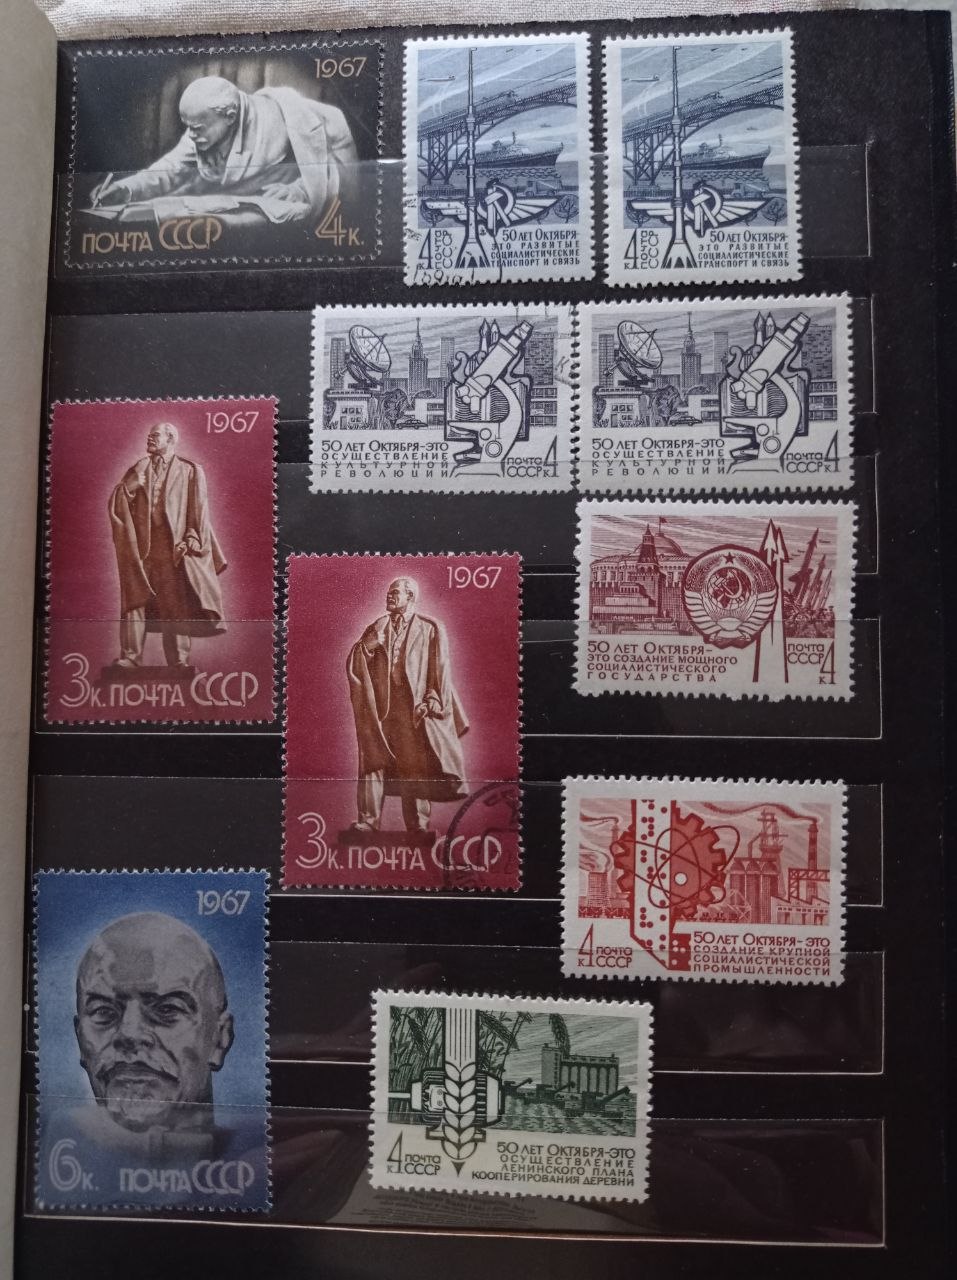 1967
ПОЧТА СССР
4 К.
4 К
ПОЧТА
СССР
50 ЛЕТ ОКТЯБРЯ-
ЭТО РАЗВИТЫЕ
СОЦИАЛИСТИЧЕСКИЕ
ТРАНСПОРТ И СВЯЗЬ
4 К
ПОЧТА
СССР
50 ЛЕТ ОКТЯБРЯ-
ЭТО РАЗВИТЫЕ
СОЦИАЛИСТИЧЕСКИЕ
ТРАНСПОРТ И СВЯЗЬ
50 ЛЕТ ОКТЯБРЯ-ЭТО
ОСУЩЕСТВЛЕНИЕ
КУЛЬТУРНОЙ
РЕВОЛЮЦИИ
ПОЧТА
СССР К 4
50 ЛЕТ ОКТЯБРЯ-ЭТО
ОСУЩЕСТВЛЕНИЕ
КУЛЬТУРНОЙ
РЕВОЛЮЦИИ
ПОЧТА
СССР К 4
1967
3 К. ПОЧТА СССР
50 ЛЕТ ОКТЯБРЯ-
ЭТО СОЗДАНИЕ МОЩНОГО
СОЦИАЛИСТИЧЕСКОГО
ГОСУДАРСТВА
ПОЧТА
СССР 4
К
1967
3 К. ПОЧТА СССР
4 ПОЧТА
К СССР
50 ЛЕТ ОКТЯБРЯ-ЭТО
СОЗДАНИЕ КРУПНОЙ
СОЦИАЛИСТИЧЕСКОЙ
ПРОМЫШЛЕННОСТИ
1967
6 К. ПОЧТА СССР
4 ПОЧТА
К СССР
50 ЛЕТ ОКТЯБРЯ-ЭТО
ОСУЩЕСТВЛЕНИЕ
ЛЕНИНСКОГО ПЛАНА
КООПЕРИРОВАНИЯ ДЕРЕВНИ